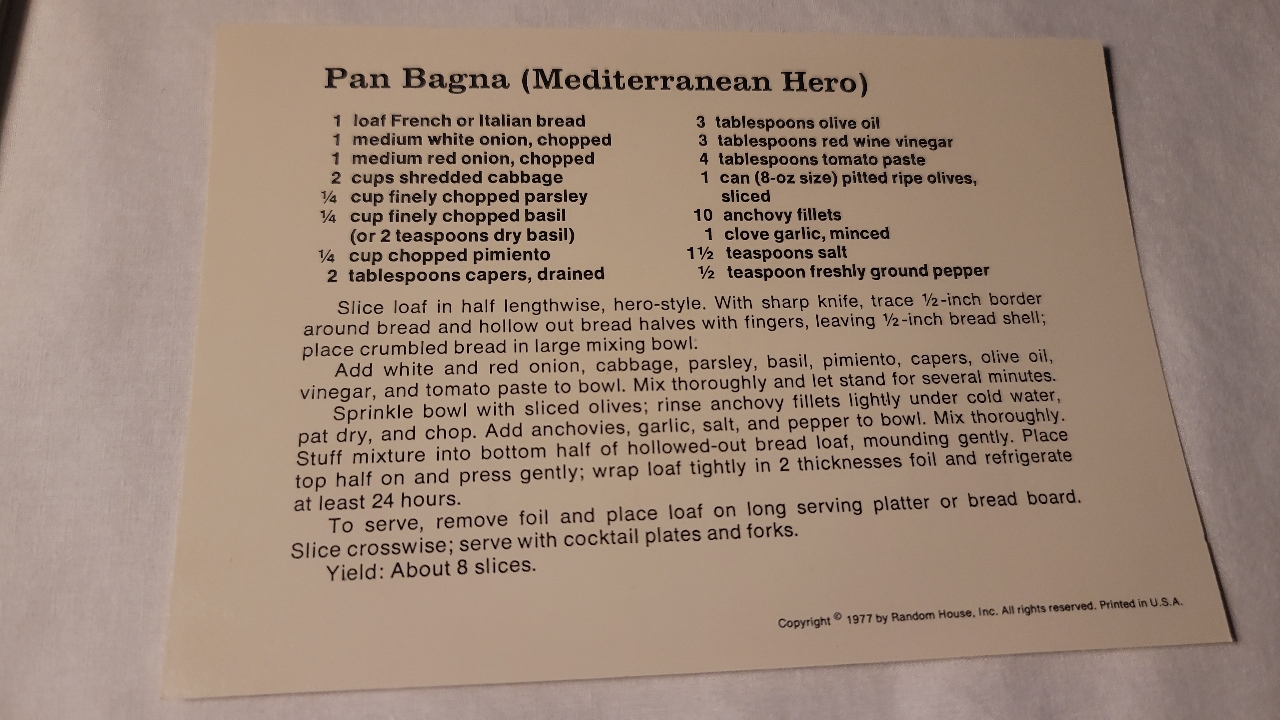 Pan Bagna (Mediterranean Hero)
1 loaf French or Italian bread
1 medium white onion, chopped
1 medium red onion, chopped
2 cups shredded cabbage
¼ cup finely chopped parsley
¼ cup finely chopped basil
(or 2 teaspoons dry basil)
¼ cup chopped pimiento
2 tablespoons capers, drained
3 tablespoons olive oil
3 tablespoons red wine vinegar
4 tablespoons tomato paste
1 can (8-oz size) pitted ripe olives,
sliced
10 anchovy fillets
1 clove garlic, minced
1½ teaspoons salt
½ teaspoon freshly ground pepper
Slice loaf in half lengthwise, hero-style. With sharp knife, trace ½-inch border
around bread and hollow out bread halves with fingers, leaving ½-inch bread shell;
place crumbled bread in large mixing bowl.
Add white and red onion, cabbage, parsley, basil, pimiento, capers, olive oil,
vinegar, and tomato paste to bowl. Mix thoroughly and let stand for several minutes.
Sprinkle bowl with sliced olives; rinse anchovy fillets lightly under cold water,
pat dry, and chop. Add anchovies, garlic, salt, and pepper to bowl. Mix thoroughly.
Stuff mixture into bottom half of hollowed-out bread loaf, mounding gently. Place
top half on and press gently; wrap loaf tightly in 2 thicknesses foil and refrigerate
at least 24 hours.
To serve, remove foil and place loaf on long serving platter or bread board.
Slice crosswise; serve with cocktail plates and forks.
Yield: About 8 slices.
Copyright © 1977 by Random House, Inc. All rights reserved. Printed in U.S.A.